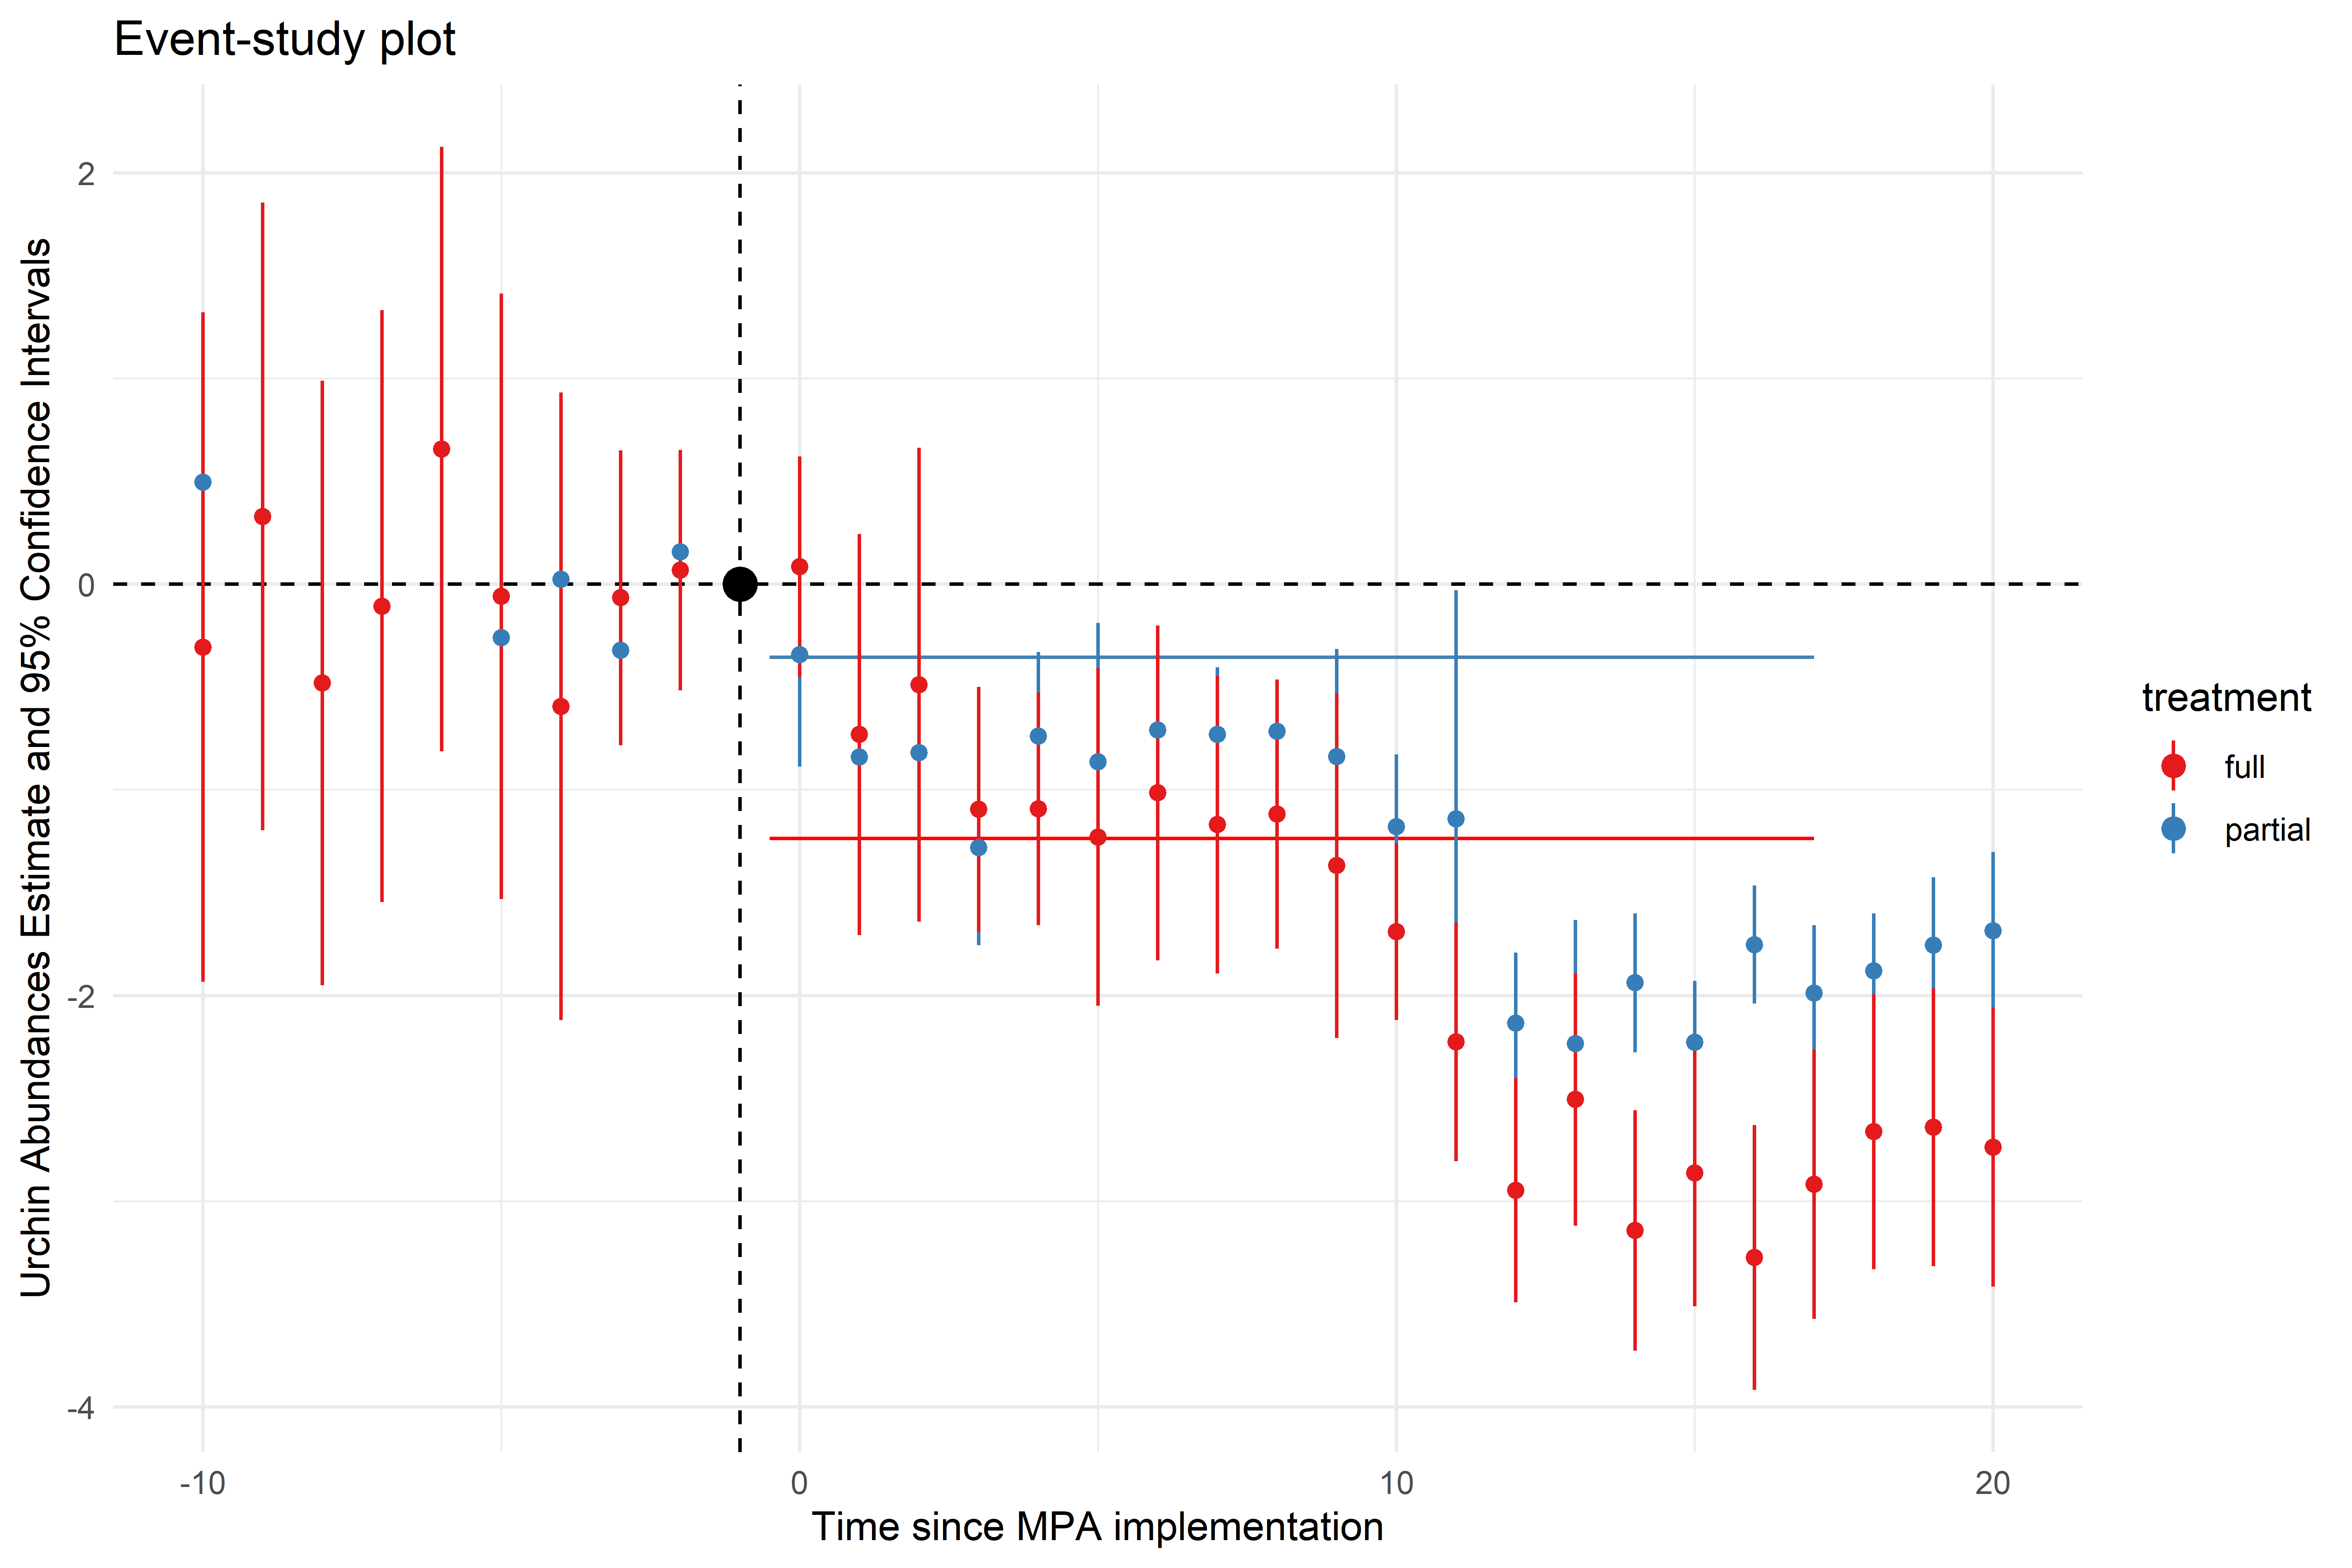 Event-study plot
Urchin Abundances Estimate and 95% Confidence Intervals
2
0
-2
-4
-10
0
10
20
Time since MPA implementation
treatment
full
partial